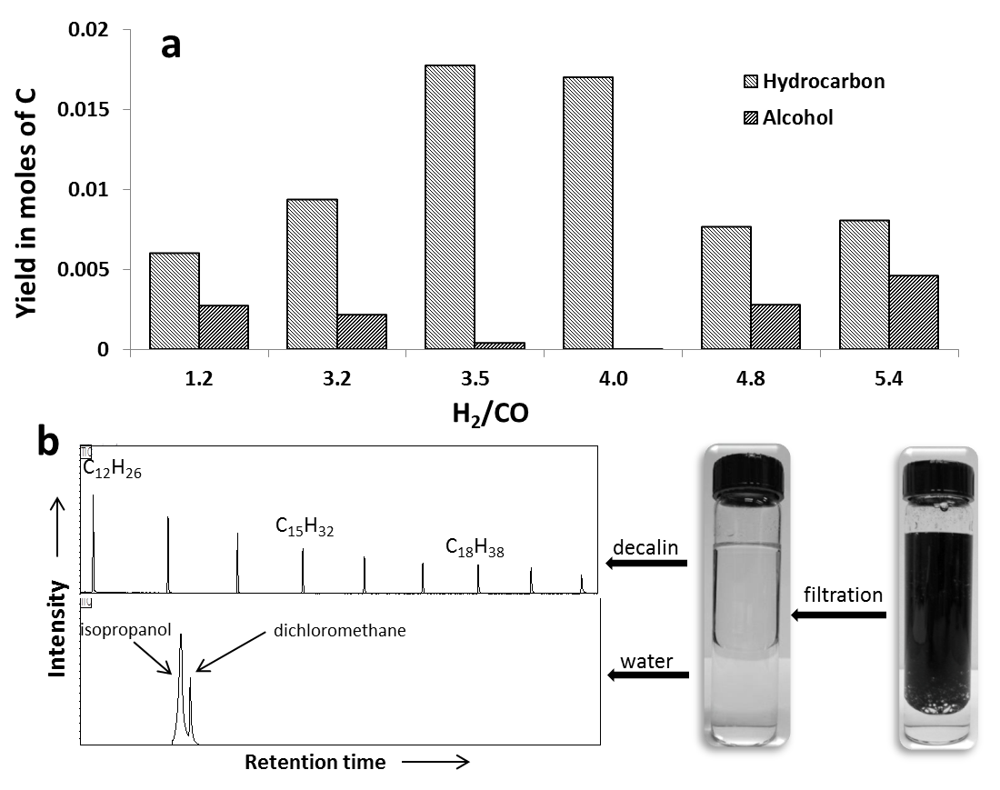 a
0.02
0.015
0.01
0.005
0
Yield in moles of C
Hydrocarbon
Alcohol
1.2 3.2 3.5 4.0 4.8 5.4
H₂/CO
b
C₁₂H₂₆
C₁₅H₃₂
C₁₈H₃₈
decalin
filtration
Intensity
isopropanol
dichloromethane
water
Retention time